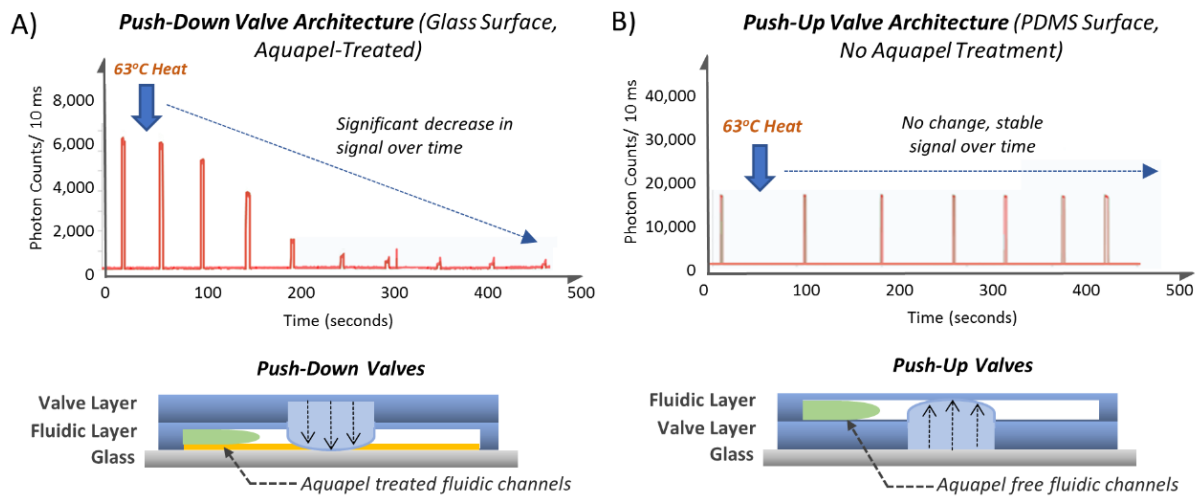 A)
Push-Down Valve Architecture (Glass Surface,
Aquapel-Treated)
63°C Heat
Significant decrease in
signal over time
Photon Counts/ 10 ms
8,000
6,000
4,000
2,000
0
0 100 200 300 400 500
Time (seconds)
Push-Down Valves
Valve Layer
Fluidic Layer
Glass
Aquapel treated fluidic channels
B)
Push-Up Valve Architecture (PDMS Surface,
No Aquapel Treatment)
63°C Heat
No change, stable
signal over time
Photon Counts/ 10 ms
40,000
30,000
20,000
10,000
0
0 100 200 300 400 500
Time (seconds)
Push-Up Valves
Fluidic Layer
Valve Layer
Glass
Aquapel free fluidic channels